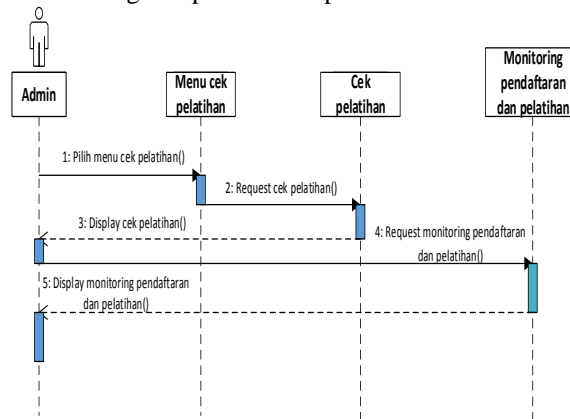 Admin
Menu cek
pelatihan
Cek
pelatihan
Monitoring
pendaftaran
dan pelatihan
1: Pilih menu cek pelatihan()
2: Request cek pelatihan()
3: Display cek pelatihan()
4: Request monitoring pendaftaran
dan pelatihan()
5: Display monitoring pendaftaran
dan pelatihan()